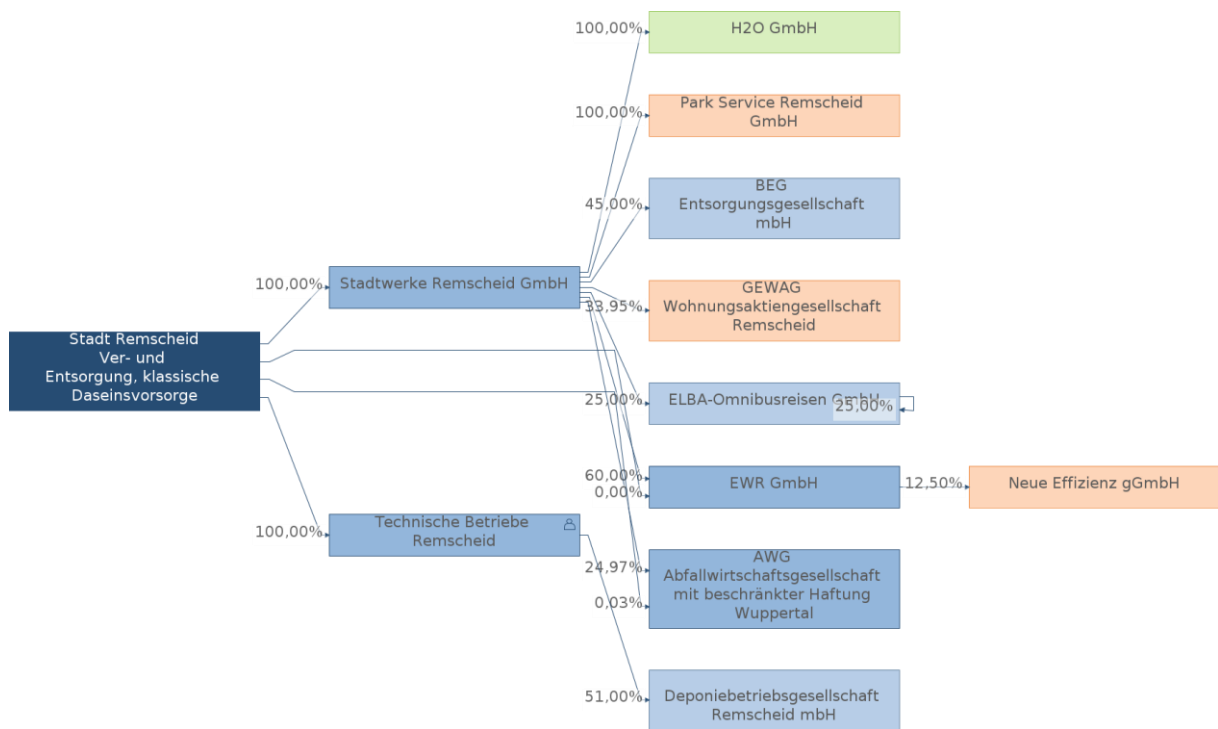 100,00%
H2O GmbH
100,00%
Park Service Remscheid
GmbH
45,00%
BEG
Entsorgungsgesellschaft
mbH
100,00%
Stadtwerke Remscheid GmbH
33,95%
GEWAG
Wohnungsaktiengesellschaft
Remscheid
Stadt Remscheid
Ver- und
Entsorgung, klassische
Daseinsvorsorge
25,00%
ELBA-Omnibusreisen GmbH
25,00%
60,00%
0,00%
EWR GmbH
12,50%
Neue Effizienz gGmbH
100,00%
Technische Betriebe
Remscheid
24,97%
0,03%
AWG
Abfallwirtschaftsgesellschaft
mit beschränkter Haftung
Wuppertal
51,00%
Deponiebetriebsgesellschaft
Remscheid mbH